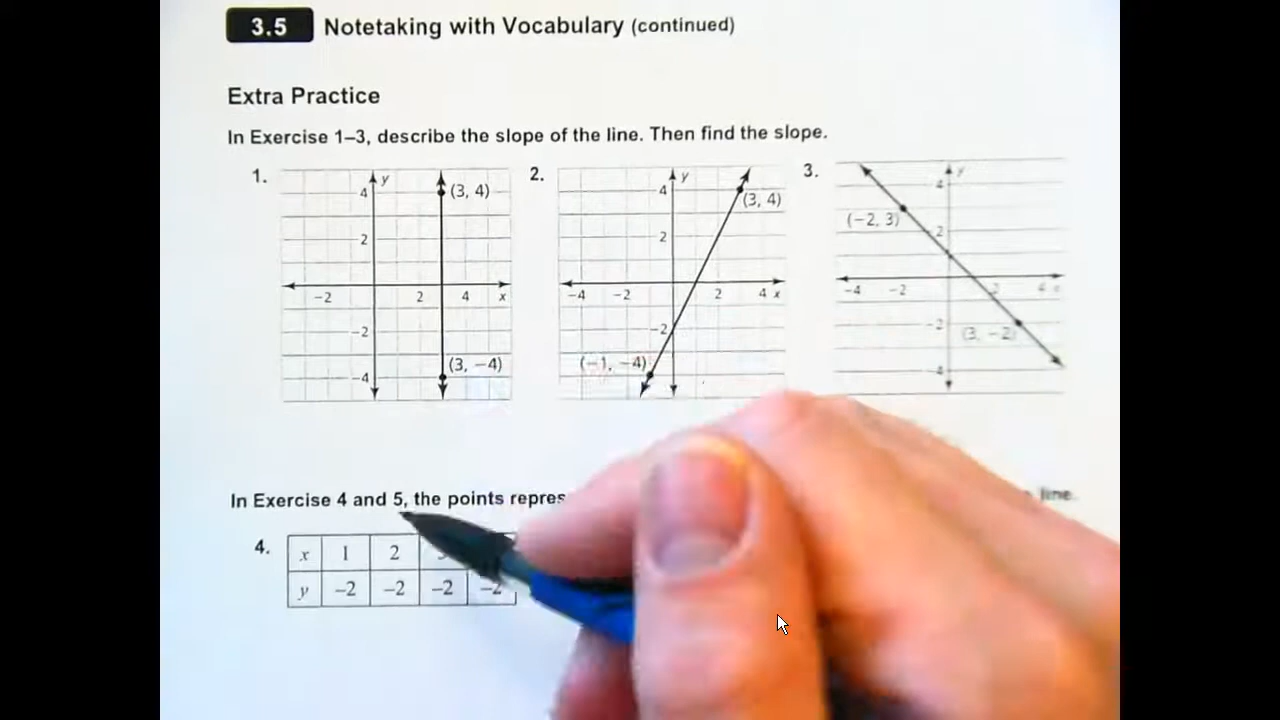 3.5 Notetaking with Vocabulary (continued)
Extra Practice
In Exercise 1–3, describe the slope of the line. Then find the slope.
1.
y
4
(3, 4)
2
−2
2
4
x
−2
(3, −4)
−4
2.
y
4
(3, 4)
2
−4
−2
2
4
x
−2
(−1, −4)
3.
y
4
(−2, 3)
2
−4
−2
2
4
−2
(3, −2)
−4
In Exercise 4 and 5, the points line.
4.
x 1 2
y −2 −2 −2 −2